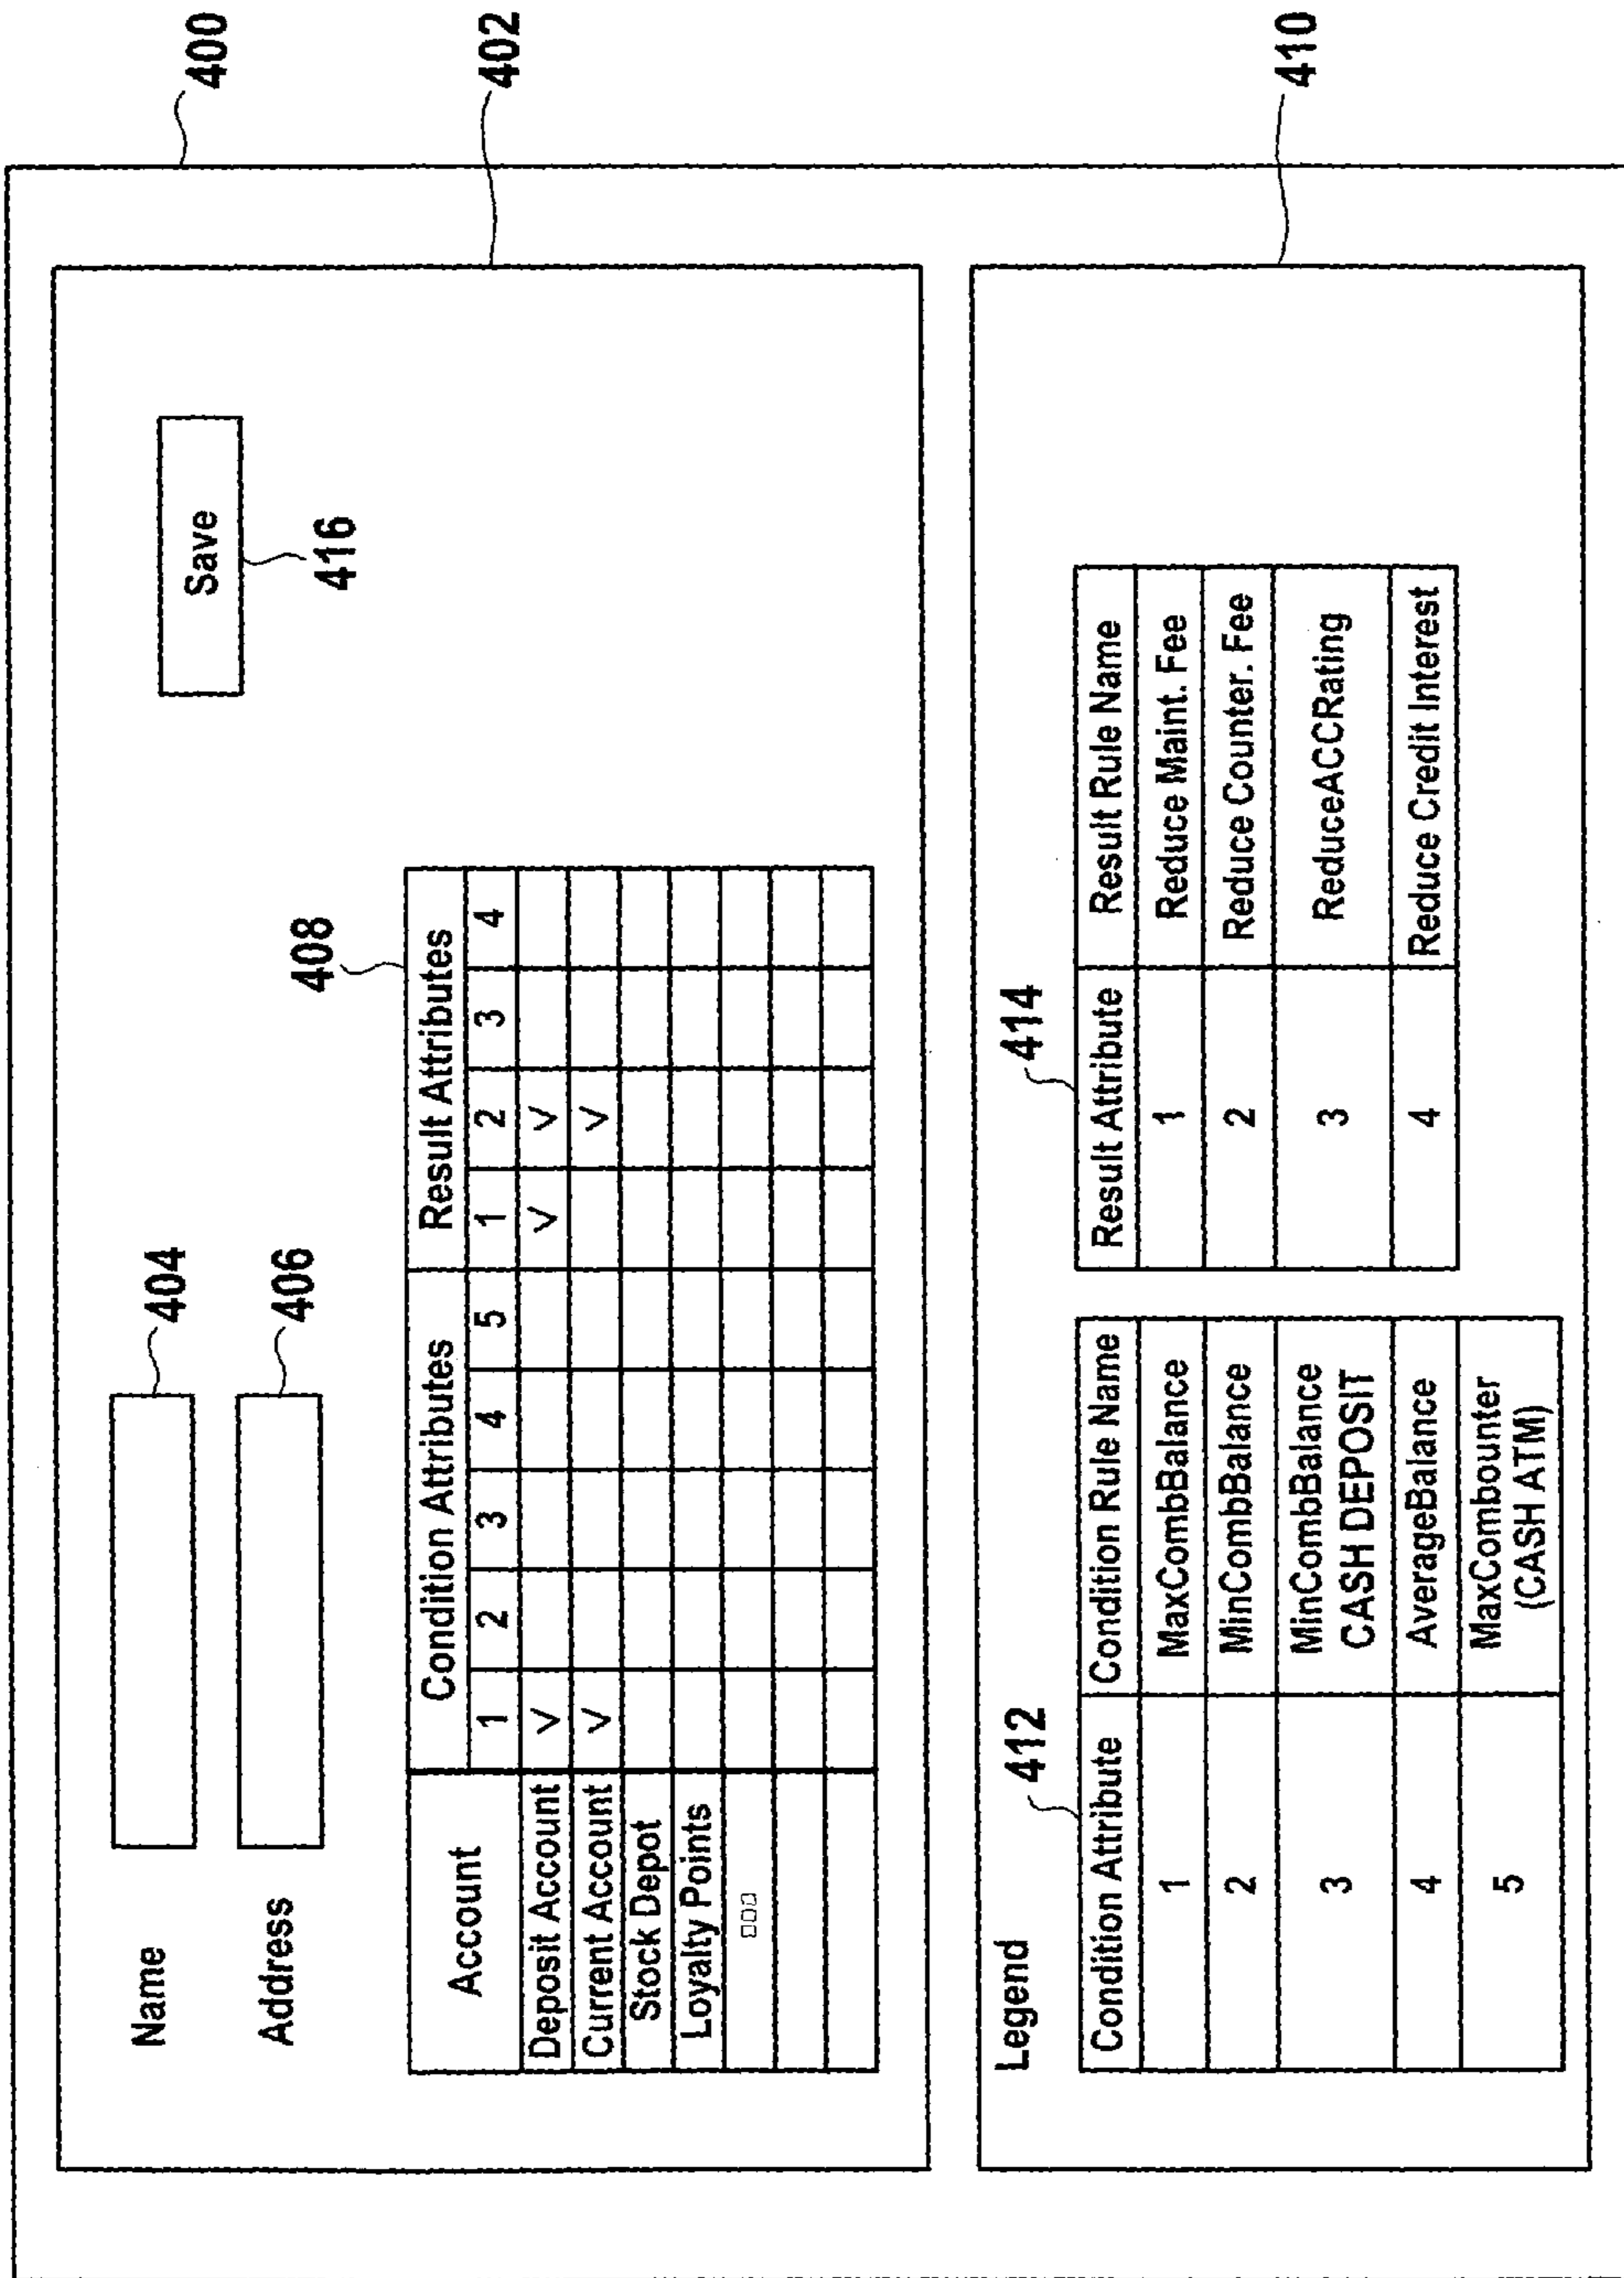 400
Name
404
Save
416
Address
406
402
408
Account Condition Attributes Result Attributes
1 2 3 4 5 1 2 3 4
Deposit Account V V V
Current Account V V
Stock Depot
Loyalty Points
Legend
410
412
414
Condition Attribute Condition Rule Name
1 MaxCombBalance
2 MinCombBalance
3 MinCombBalance
CASH DEPOSIT
4 AverageBalance
5 MaxCombounter
(CASH ATM)
Result Attribute Result Rule Name
1 Reduce Maint. Fee
2 Reduce Counter. Fee
3 ReduceACCRating
4 Reduce Credit Interest